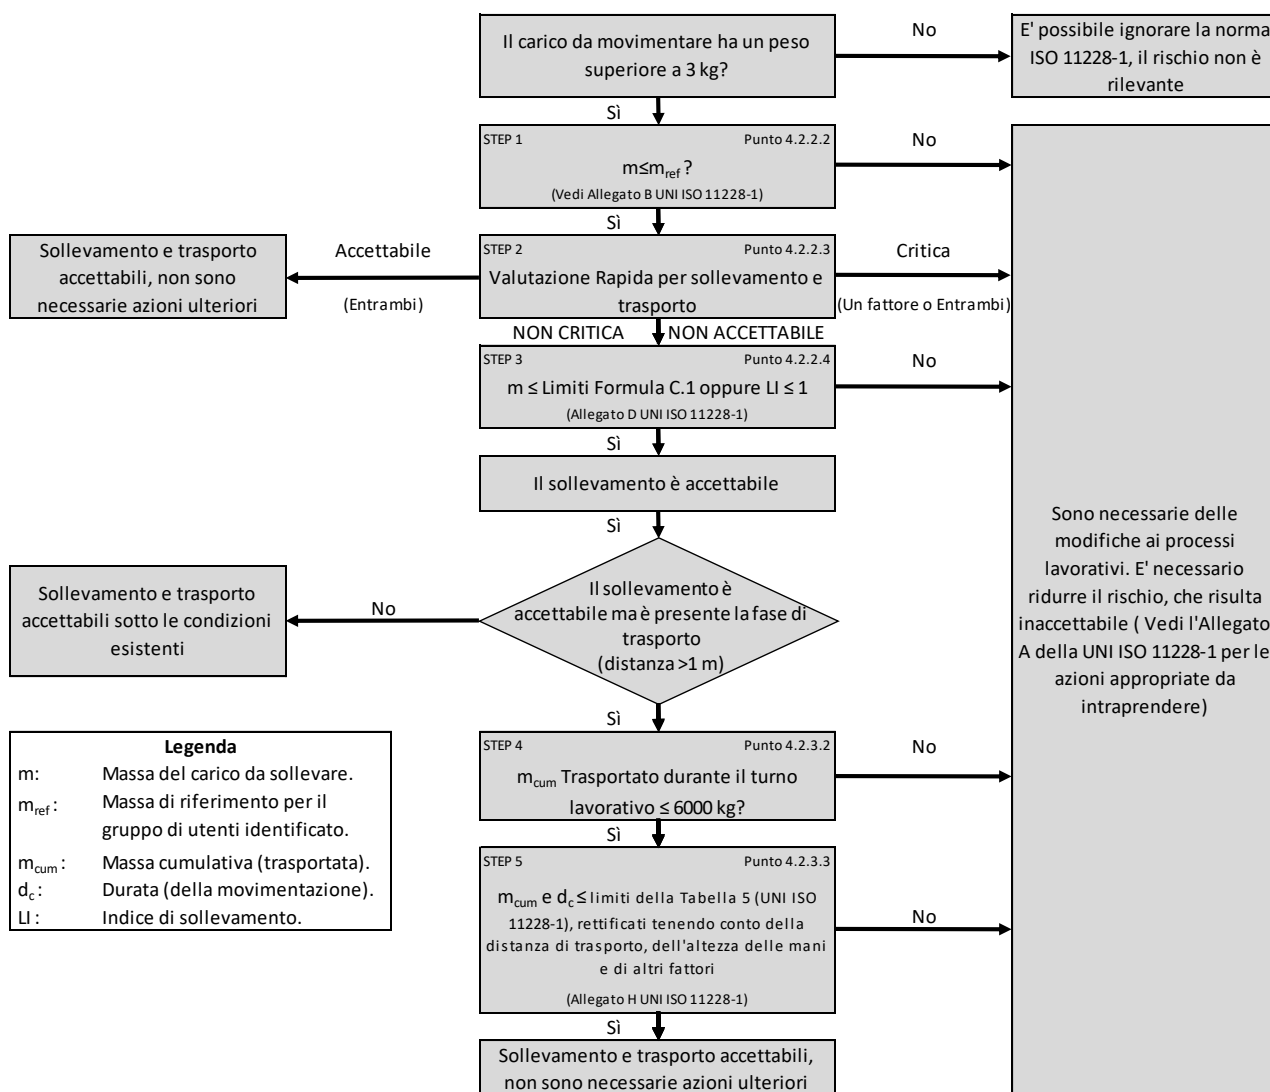 Il carico da movimentare ha un peso
superiore a 3 kg?
No
E' possibile ignorare la norma
ISO 11228-1, il rischio non è
rilevante
Sì
STEP 1 Punto 4.2.2.2
m≤mref ?
(Vedi Allegato B UNI ISO 11228-1)
No
Sì
Sollevamento e trasporto
accettabili, non sono
necessarie azioni ulteriori
Accettabile
(Entrambi)
STEP 2 Punto 4.2.2.3
Valutazione Rapida per sollevamento e
trasporto
Critica
(Un fattore o Entrambi)
NON CRITICA NON ACCETTABILE
STEP 3 Punto 4.2.2.4
m ≤ Limiti Formula C.1 oppure LI ≤ 1
(Allegato D UNI ISO 11228-1)
No
Sì
Il sollevamento è accettabile
Sì
Il sollevamento è
accettabile ma è presente la fase di
trasporto
(distanza >1 m)
No
Sollevamento e trasporto
accettabili sotto le condizioni
esistenti
Sono necessarie delle
modifiche ai processi
lavorativi. E' necessario
ridurre il rischio, che risulta
inaccettabile ( Vedi l'Allegato
A della UNI ISO 11228-1 per le
azioni appropriate da
intraprendere)
Sì
STEP 4 Punto 4.2.3.2
mcum Trasportato durante il turno
lavorativo ≤ 6000 kg?
No
Sì
STEP 5 Punto 4.2.3.3
mcum e dc ≤ limiti della Tabella 5 (UNI ISO
11228-1), rettificati tenendo conto della
distanza di trasporto, dell'altezza delle mani
e di altri fattori
(Allegato H UNI ISO 11228-1)
No
Sì
Sollevamento e trasporto accettabili,
non sono necessarie azioni ulteriori
Legenda
m: Massa del carico da sollevare.
mref : Massa di riferimento per il
gruppo di utenti identificato.
mcum : Massa cumulativa (trasportata).
dc : Durata (della movimentazione).
LI : Indice di sollevamento.